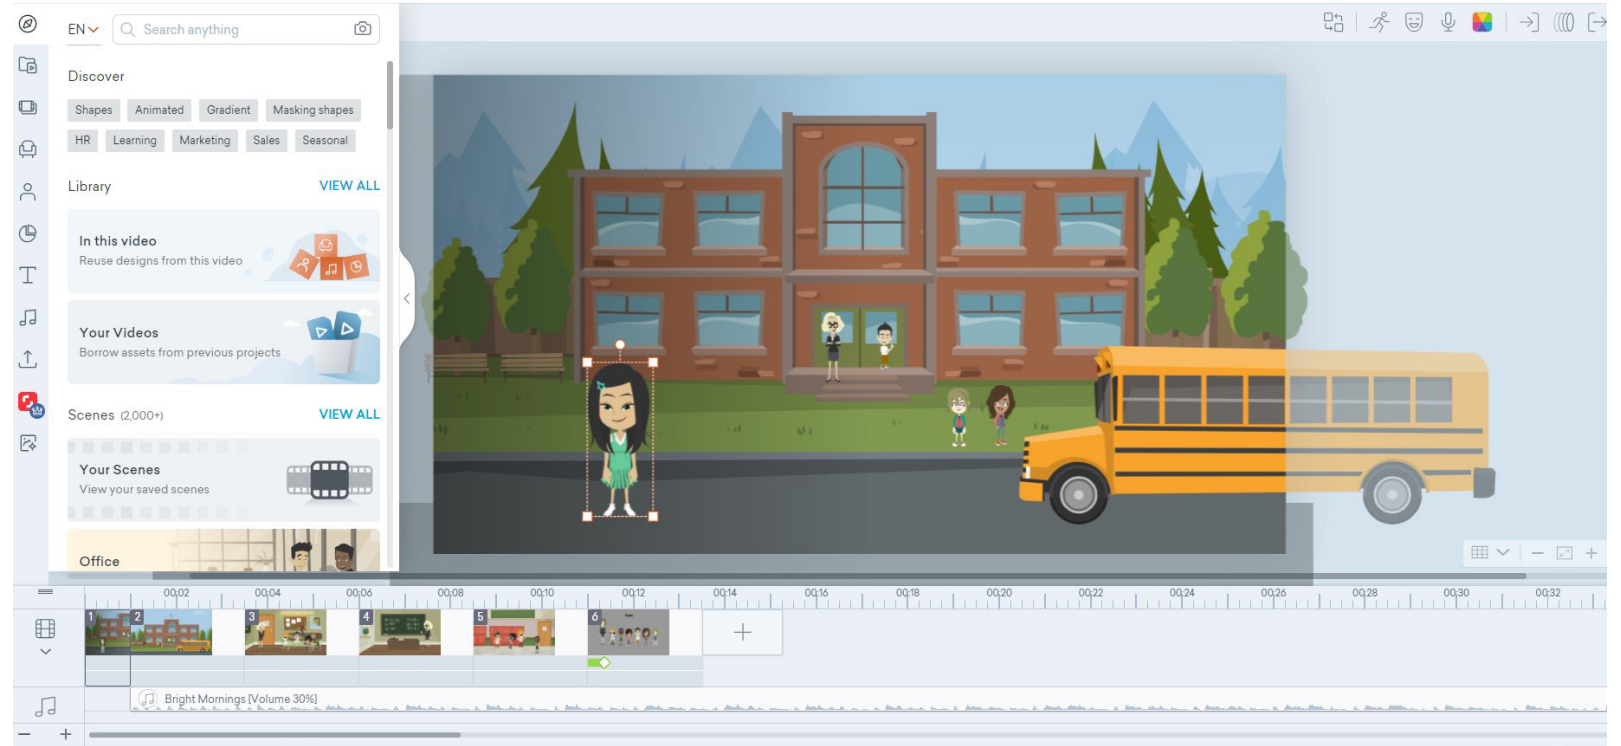 EN
Search anything
Discover
Shapes Animated Gradient Masking shapes
HR Learning Marketing Sales Seasonal
Library VIEW ALL
In this video
Reuse designs from this video
Your Videos
Borrow assets from previous projects
Scenes (2,000+) VIEW ALL
Your Scenes
View your saved scenes
Office
00:02 00:04 00:06 00:08 00:10 00:12 00:14 00:16 00:18 00:20 00:22 00:24 00:26 00:28 00:30 00:32
1 2 3 4 5 6
Bright Mornings [Volume 30%]